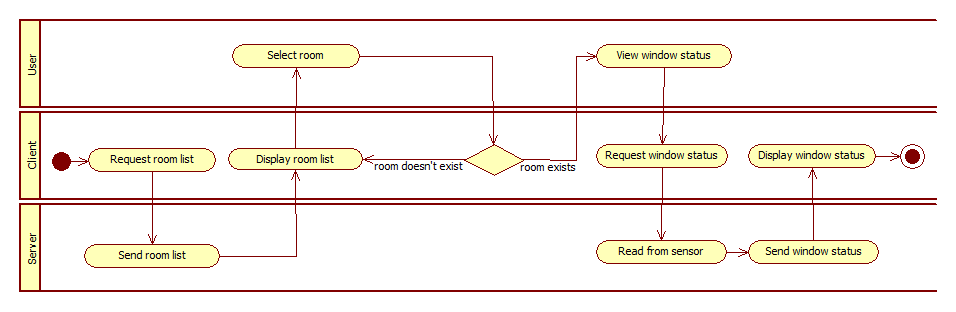 User
Select room
View window status
Client
Request room list
Display room list
room doesn't exist
room exists
Request window status
Display window status
Server
Send room list
Read from sensor
Send window status